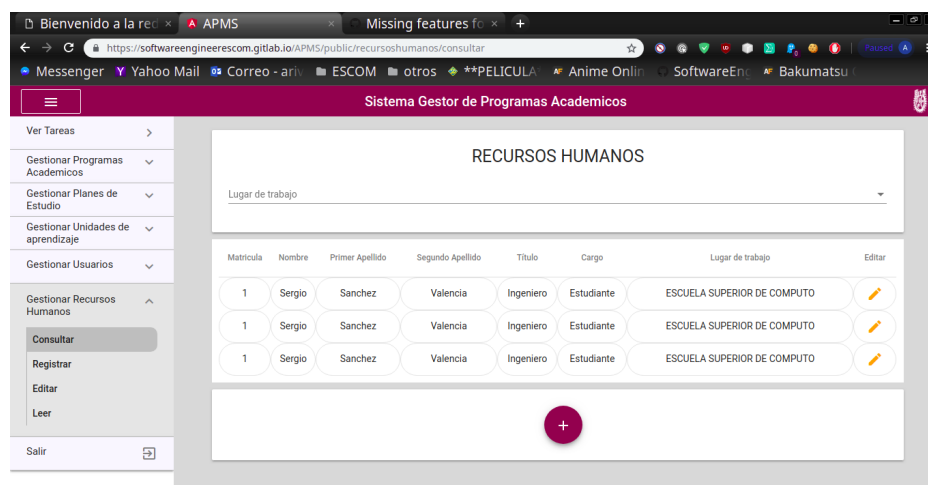 Bienvenido a la red
APMS
Missing features fo
https://softwareengineerescom.gitlab.io/APMS/public/recursoshumanos/consultar
Paused
A
Messenger
Yahoo Mail
Correo - ariv
ESCOM
otros
**PELICULA
Anime Onlin
SoftwareEng
Bakumatsu
Sistema Gestor de Programas Academicos
Ver Tareas
Gestionar Programas
Academicos
Gestionar Planes de
Estudio
Gestionar Unidades de
aprendizaje
Gestionar Usuarios
Gestionar Recursos
Humanos
Consultar
Registrar
Editar
Leer
Salir
RECURSOS HUMANOS
Lugar de trabajo
Matricula Nombre Primer Apellido Segundo Apellido Título Cargo Lugar de trabajo Editar
1 Sergio Sanchez Valencia Ingeniero Estudiante ESCUELA SUPERIOR DE COMPUTO
1 Sergio Sanchez Valencia Ingeniero Estudiante ESCUELA SUPERIOR DE COMPUTO
1 Sergio Sanchez Valencia Ingeniero Estudiante ESCUELA SUPERIOR DE COMPUTO
+